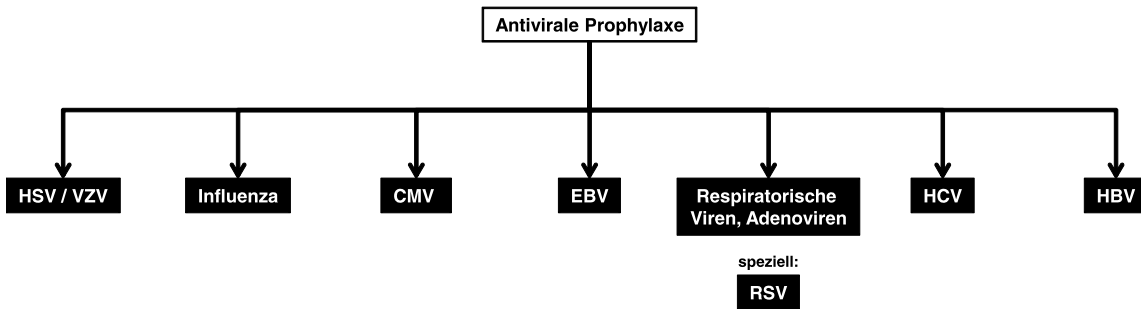 Antivirale Prophylaxe
HSV / VZV
Influenza
CMV
EBV
Respiratorische
Viren, Adenoviren
HCV
HBV
speziell:
RSV